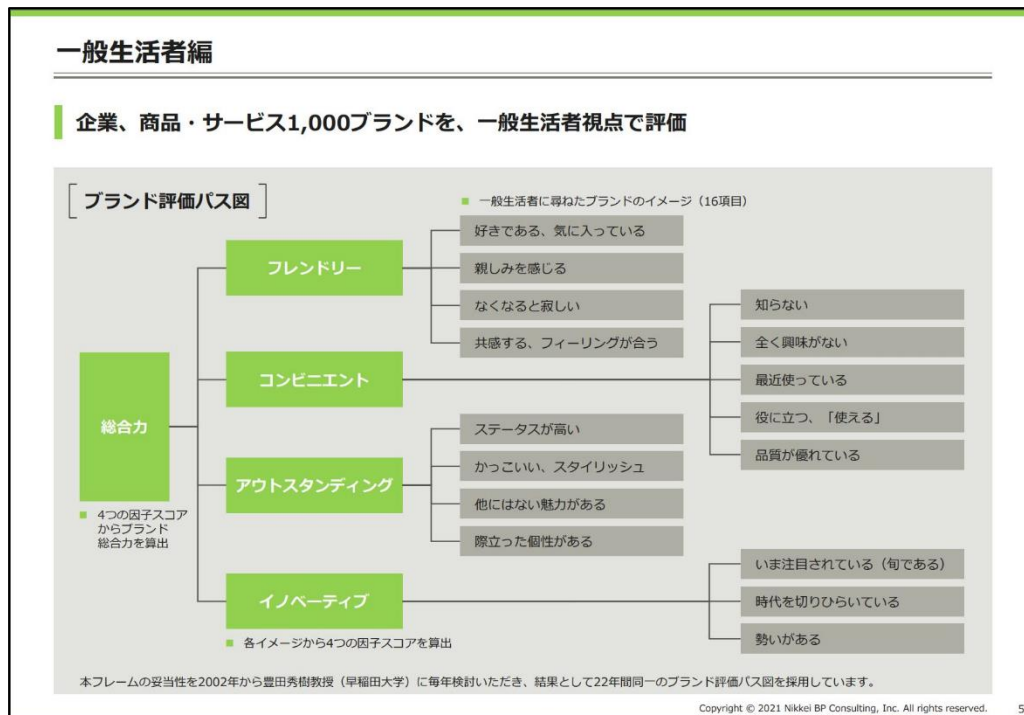 一般生活者編
企業、商品・サービス1,000ブランドを、一般生活者視点で評価
ブランド評価パス図
■ 一般生活者に尋ねたブランドのイメージ（16項目）
総合力
■ 4つの因子スコア
からブランド
総合力を算出
フレンドリー
好きである、気に入っている
親しみを感じる
なくなると寂しい
共感する、フィーリングが合う
コンビニエント
知らない
全く興味がない
最近使っている
役に立つ、「使える」
品質が優れている
アウトスタンディング
ステータスが高い
かっこいい、スタイリッシュ
他にはない魅力がある
際立った個性がある
イノベーティブ
いま注目されている（旬である）
時代を切りひらいている
勢いがある
■ 各イメージから4つの因子スコアを算出
本フレームの妥当性を2002年から豊田秀樹教授（早稲田大学）に毎年検討いただき、結果として22年間同一のブランド評価パス図を採用しています。
Copyright © 2021 Nikkei BP Consulting, Inc. All rights reserved. 5